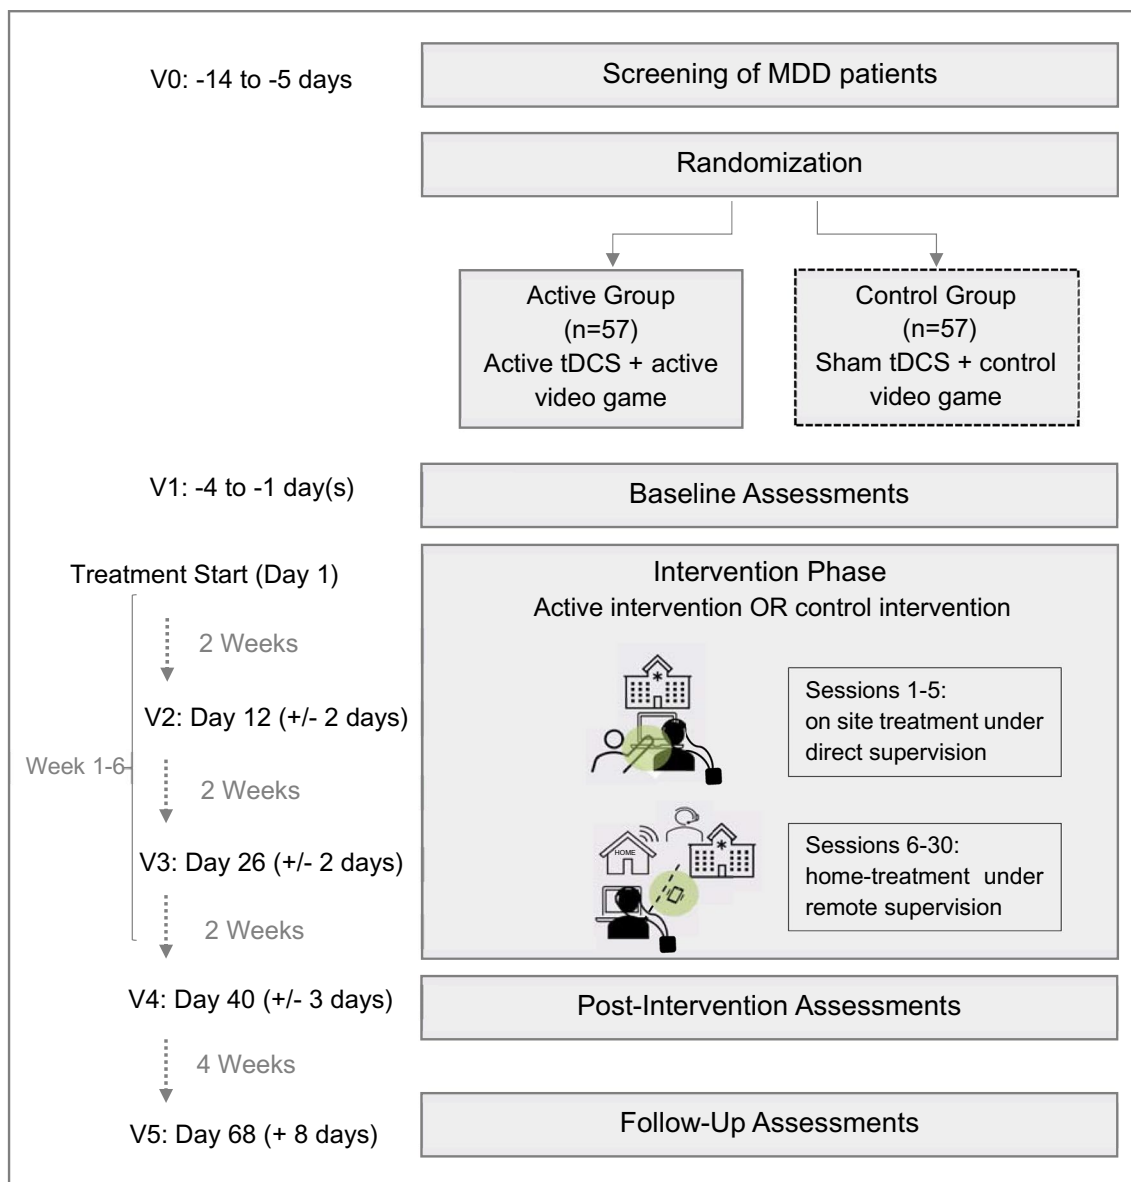 V0: -14 to -5 days
Screening of MDD patients
Randomization
Active Group
(n=57)
Active tDCS + active
video game
Control Group
(n=57)
Sham tDCS + control
video game
V1: -4 to -1 day(s)
Baseline Assessments
Treatment Start (Day 1)
Intervention Phase
Active intervention OR control intervention
2 Weeks
Sessions 1-5:
on site treatment under
direct supervision
V2: Day 12 (+/- 2 days)
Week 1-6
2 Weeks
V3: Day 26 (+/- 2 days)
HOME
Sessions 6-30:
home-treatment under
remote supervision
2 Weeks
V4: Day 40 (+/- 3 days)
Post-Intervention Assessments
4 Weeks
V5: Day 68 (+ 8 days)
Follow-Up Assessments